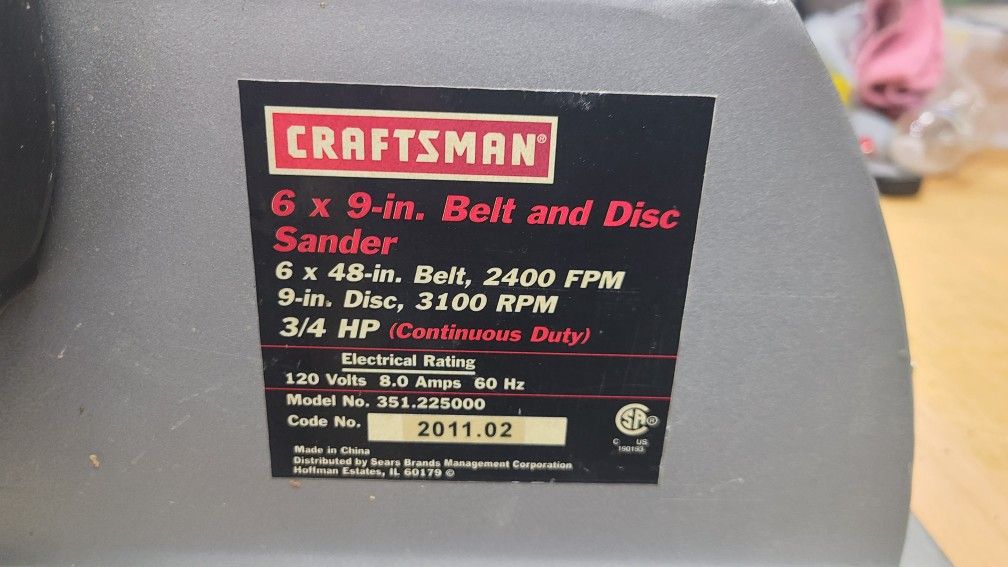 CRAFTSMAN®
6 x 9-in. Belt and Disc
Sander
6 x 48-in. Belt, 2400 FPM
9-in. Disc, 3100 RPM
3/4 HP (Continuous Duty)
Electrical Rating
120 Volts 8.0 Amps 60 Hz
Model No. 351.225000
Code No. 2011.02
SA®
C US
Made in China
Distributed by Sears Brands Management Corporation
Hoffman Estates, IL 60179 ©